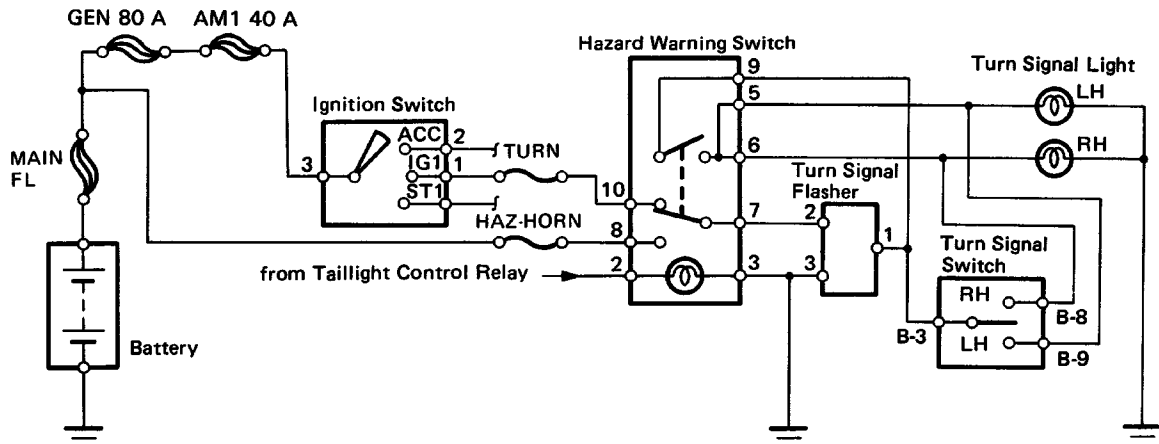 GEN 80 A
AM1 40 A
Hazard Warning Switch
9
Turn Signal Light
5
LH
Ignition Switch
ACC
2
TURN
6
RH
MAIN
FL
3
IG1
1
Turn Signal
Flasher
ST1
10
HAZ-HORN
7
2
8
1
Turn Signal
Switch
from Taillight Control Relay
2
3
3
RH
B-8
B-3
LH
B-9
Battery